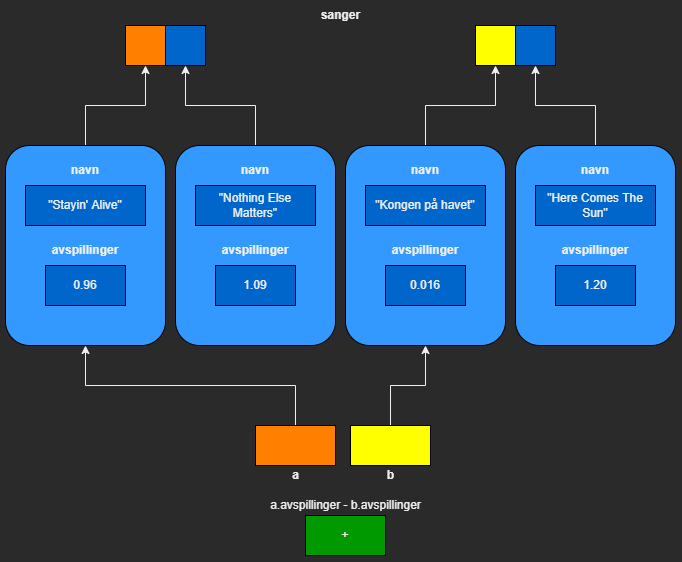 sanger
navn
"Stayin' Alive"
avspillinger
0.96
navn
"Nothing Else
Matters"
avspillinger
1.09
navn
"Kongen på havet"
avspillinger
0.016
navn
"Here Comes The
Sun"
avspillinger
1.20
a
b
a.avspillinger - b.avspillinger
+